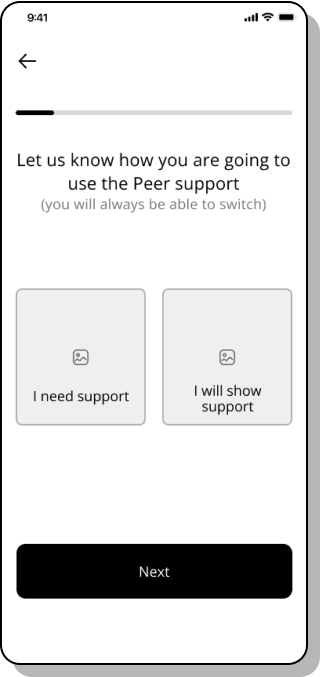 9:41
Let us know how you are going to
use the Peer support
(you will always be able to switch)
I need support
I will show
support
Next